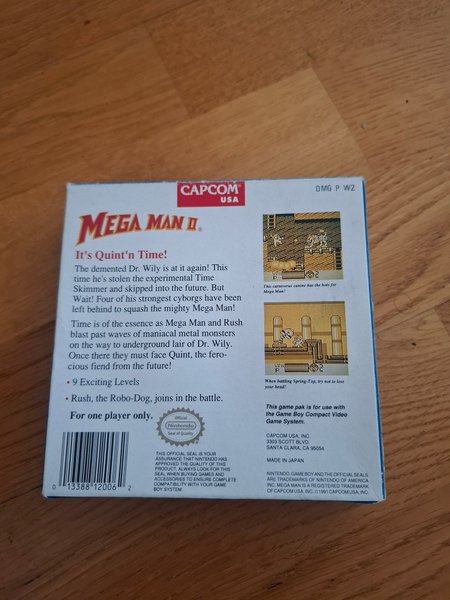 CAPCOM®
USA
DMG P W2
MEGA MAN II®
It's Quint'n Time!
The demented Dr. Wily is at it again! This
time he's stolen the experimental Time
Skimmer and skipped into the future. But
Wait! Four of his strongest cyborgs have been
left behind to squash the mighty Mega Man!
Time is of the essence as Mega Man and Rush
blast past waves of maniacal metal monsters
on the way to underground lair of Dr. Wily.
Once there they must face Quint, the fero-
cious fiend from the future!
• 9 Exciting Levels
• Rush, the Robo-Dog, joins in the battle.
For one player only.
Official
Nintendo
Seal of Quality
THIS OFFICIAL SEAL IS YOUR
ASSURANCE THAT NINTENDO HAS
APPROVED THE QUALITY OF THIS
PRODUCT. ALWAYS LOOK FOR THIS
SEAL WHEN BUYING GAMES AND
ACCESSORIES TO ENSURE COMPLETE
COMPATIBILITY WITH YOUR GAME
BOY SYSTEM.
0 13388 12006 2
This carnivorous canine has the hots for
Mega Man!
When battling Spring-Top, try not to lose
your head!
This game pak is for use with
the Game Boy Compact Video
Game System.
CAPCOM USA, INC.
3303 SCOTT BLVD.
SANTA CLARA, CA 95054
MADE IN JAPAN
NINTENDO, GAME BOY AND THE OFFICIAL SEALS
ARE TRADEMARKS OF NINTENDO OF AMERICA
INC. MEGA MAN IS A REGISTERED TRADEMARK
OF CAPCOM USA, INC. ©1991 CAPCOM USA, INC.